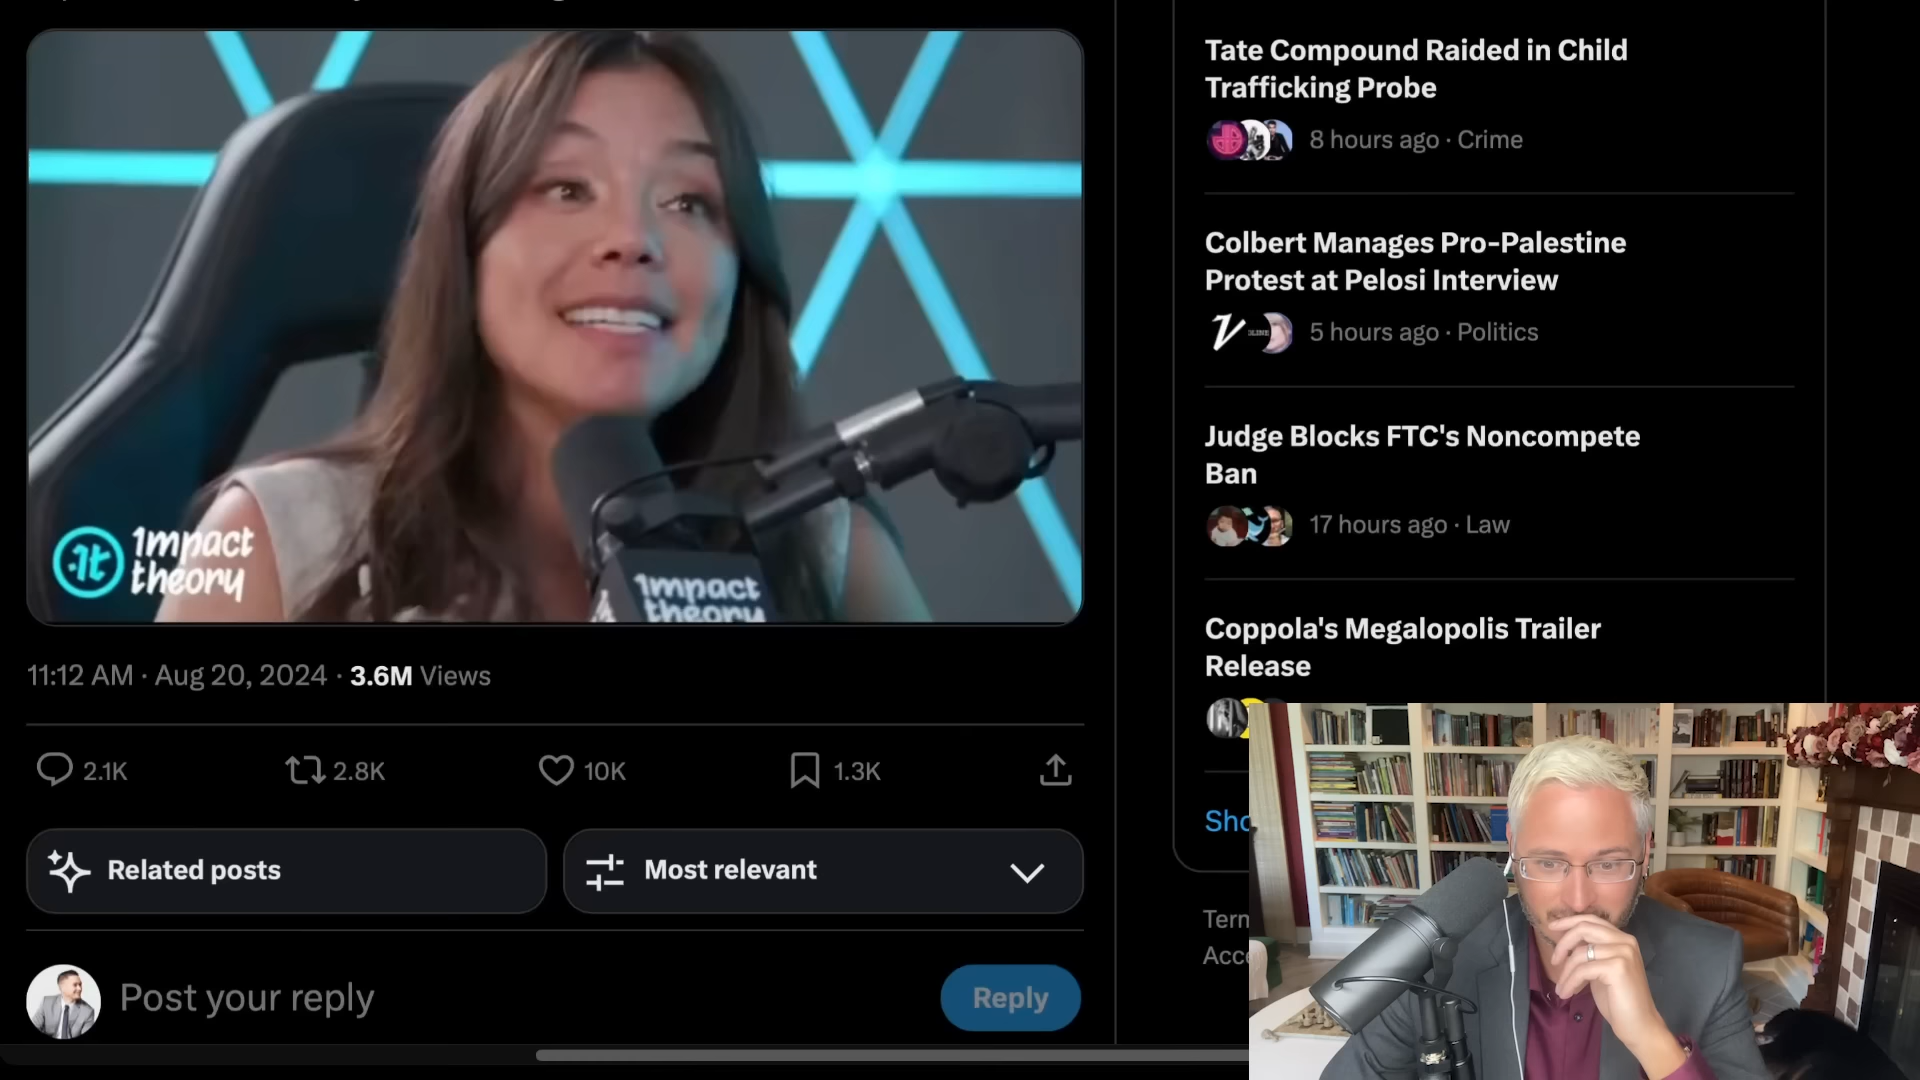 1mpact
theory
1mpact
theory
11:12 AM · Aug 20, 2024 · 3.6M Views
2.1K
2.8K
10K
1.3K
Related posts
Most relevant
Post your reply
Reply
Tate Compound Raided in Child
Trafficking Probe
8 hours ago · Crime
Colbert Manages Pro-Palestine
Protest at Pelosi Interview
5 hours ago · Politics
Judge Blocks FTC's Noncompete
Ban
17 hours ago · Law
Coppola's Megalopolis Trailer
Release